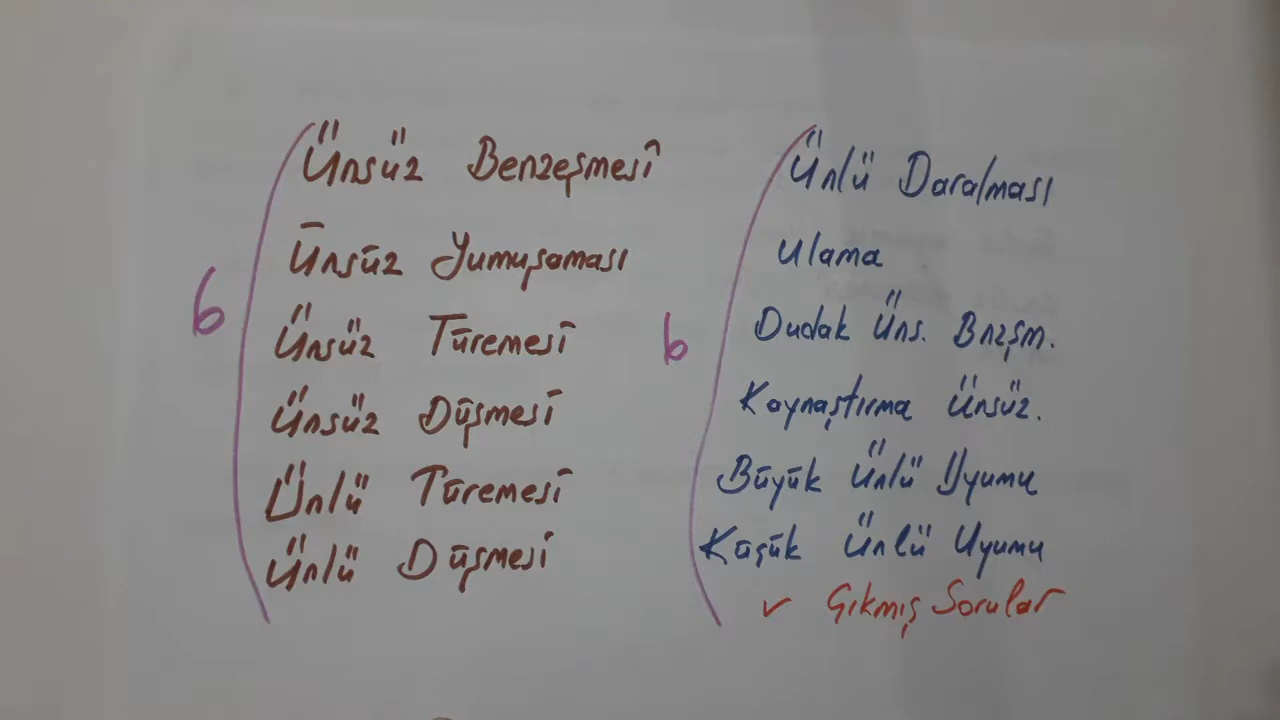 6
Ünsüz Benzeşmesi
Ünsüz Yumuşaması
Ünsüz Türemesi
Ünsüz Düşmesi
Ünlü Türemesi
Ünlü Düşmesi
6
Ünlü Daralması
Ulama
Dudak Üns. Bnzşm.
Kaynaştırma Ünsüz.
Büyük Ünlü Uyumu
Küçük Ünlü Uyumu
✓ Çıkmış Sorular